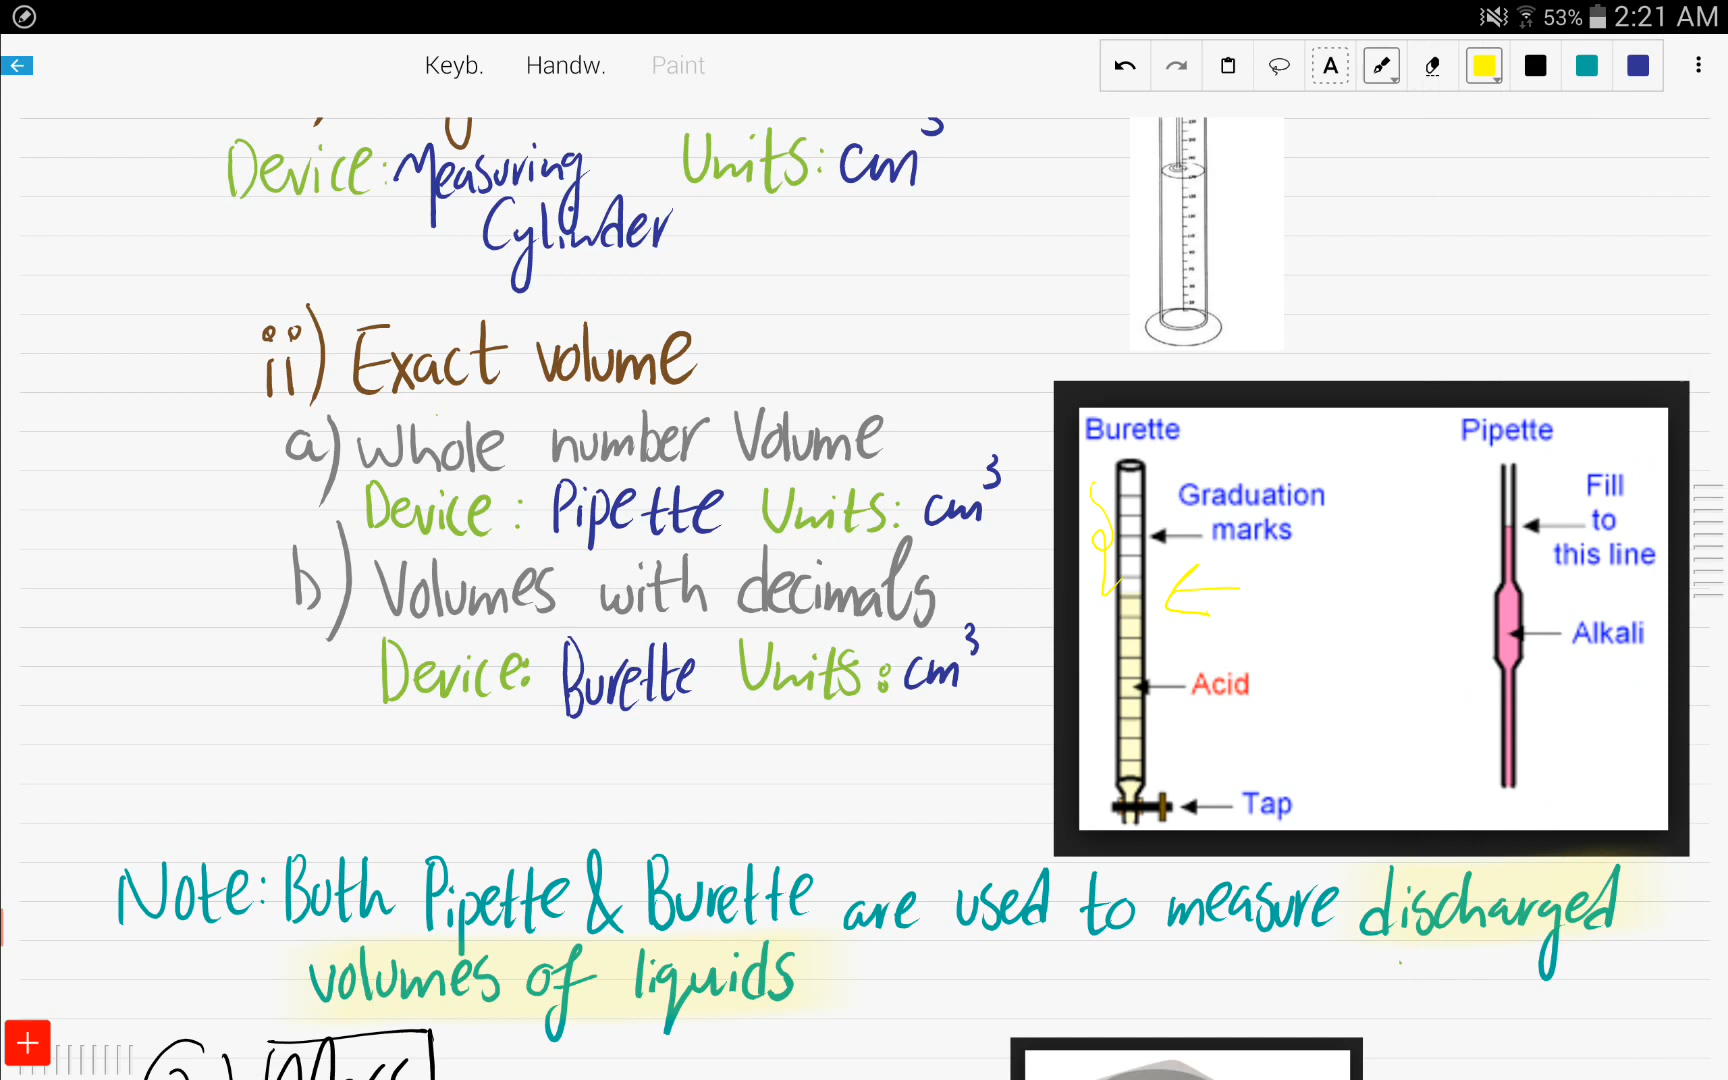 53% 2:21 AM
Keyb. Handw. Paint
A
Device: Measuring Units: cm³
Cylinder
ii) Exact volume
a) Whole number Volume
Device: Pipette Units: cm³
b) Volumes with decimals
Device: Burette Units: cm³
Burette Pipette
Graduation
marks
Fill
to
this line
Alkali
Acid
Tap
Note: Both Pipette & Burette are used to measure discharged
volumes of liquids